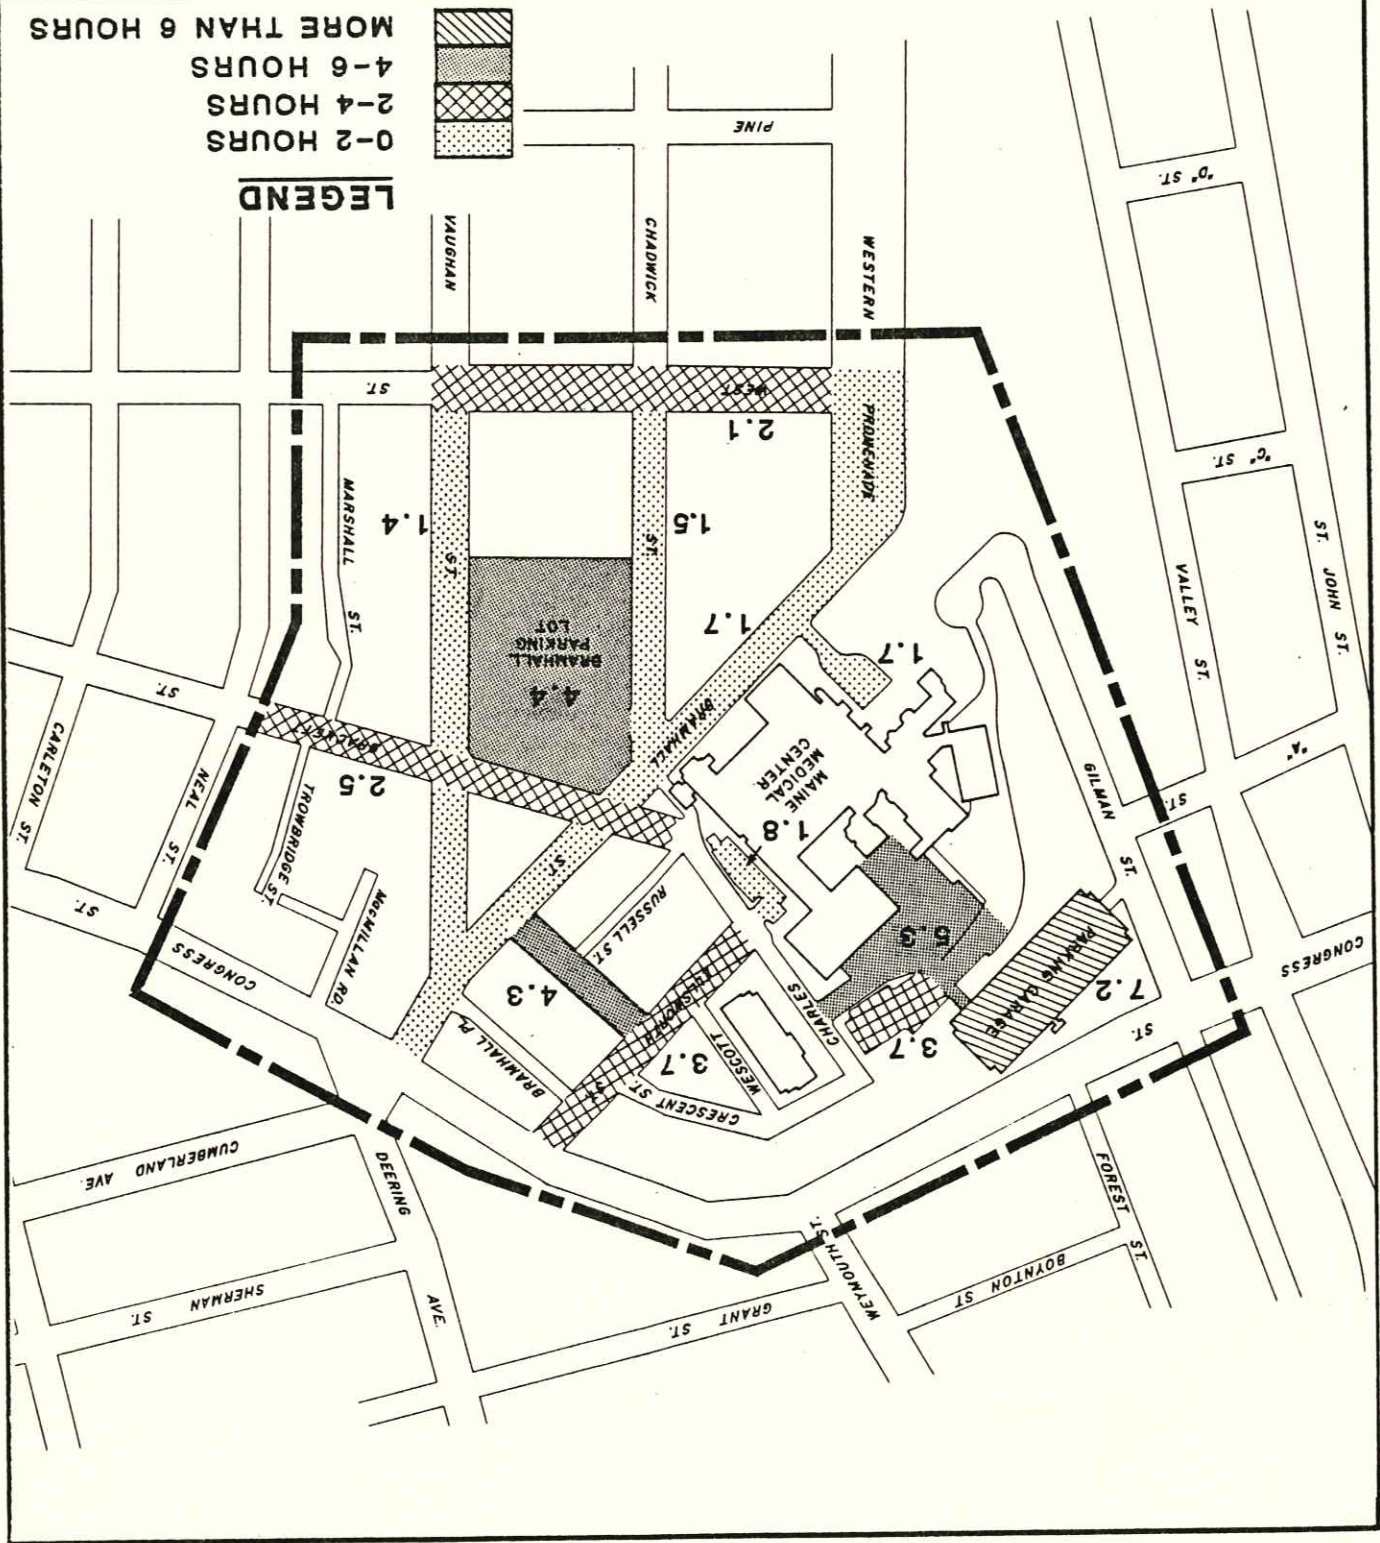 GRANT ST.
WEYMOUTH ST.
BOYNTON ST
FOREST ST.
SHERMAN ST.
CUMBERLAND AVE.
DEERING AVE.
CONGRESS ST.
CONGRESS ST.
CRESCENT ST.
WESCOTT
CHARLES
ELLSWORTH ST.
BRAMHALL PL.
RUSSELL ST.
MacMILLAN RD.
TROWBRIDGE ST.
NEAL ST.
CARLETON ST.
7.2
PARKING GARAGE
3.7
3.7
4.3
5.3
1.8
MAINE
MEDICAL
CENTER
1.7
1.7
GILMAN ST.
VALLEY ST.
ST. JOHN ST.
"A" ST.
"C" ST.
"D" ST.
BRAMHALL ST.
BRACKETT ST.
2.5
4.4
BRAMHALL
PARKING
LOT
1.5
1.4
2.1
MARSHALL ST.
WEST ST.
WESTERN PROMENADE
CHADWICK ST.
VAUGHAN ST.
PINE
LEGEND
0-2 HOURS
2-4 HOURS
4-6 HOURS
MORE THAN 6 HOURS